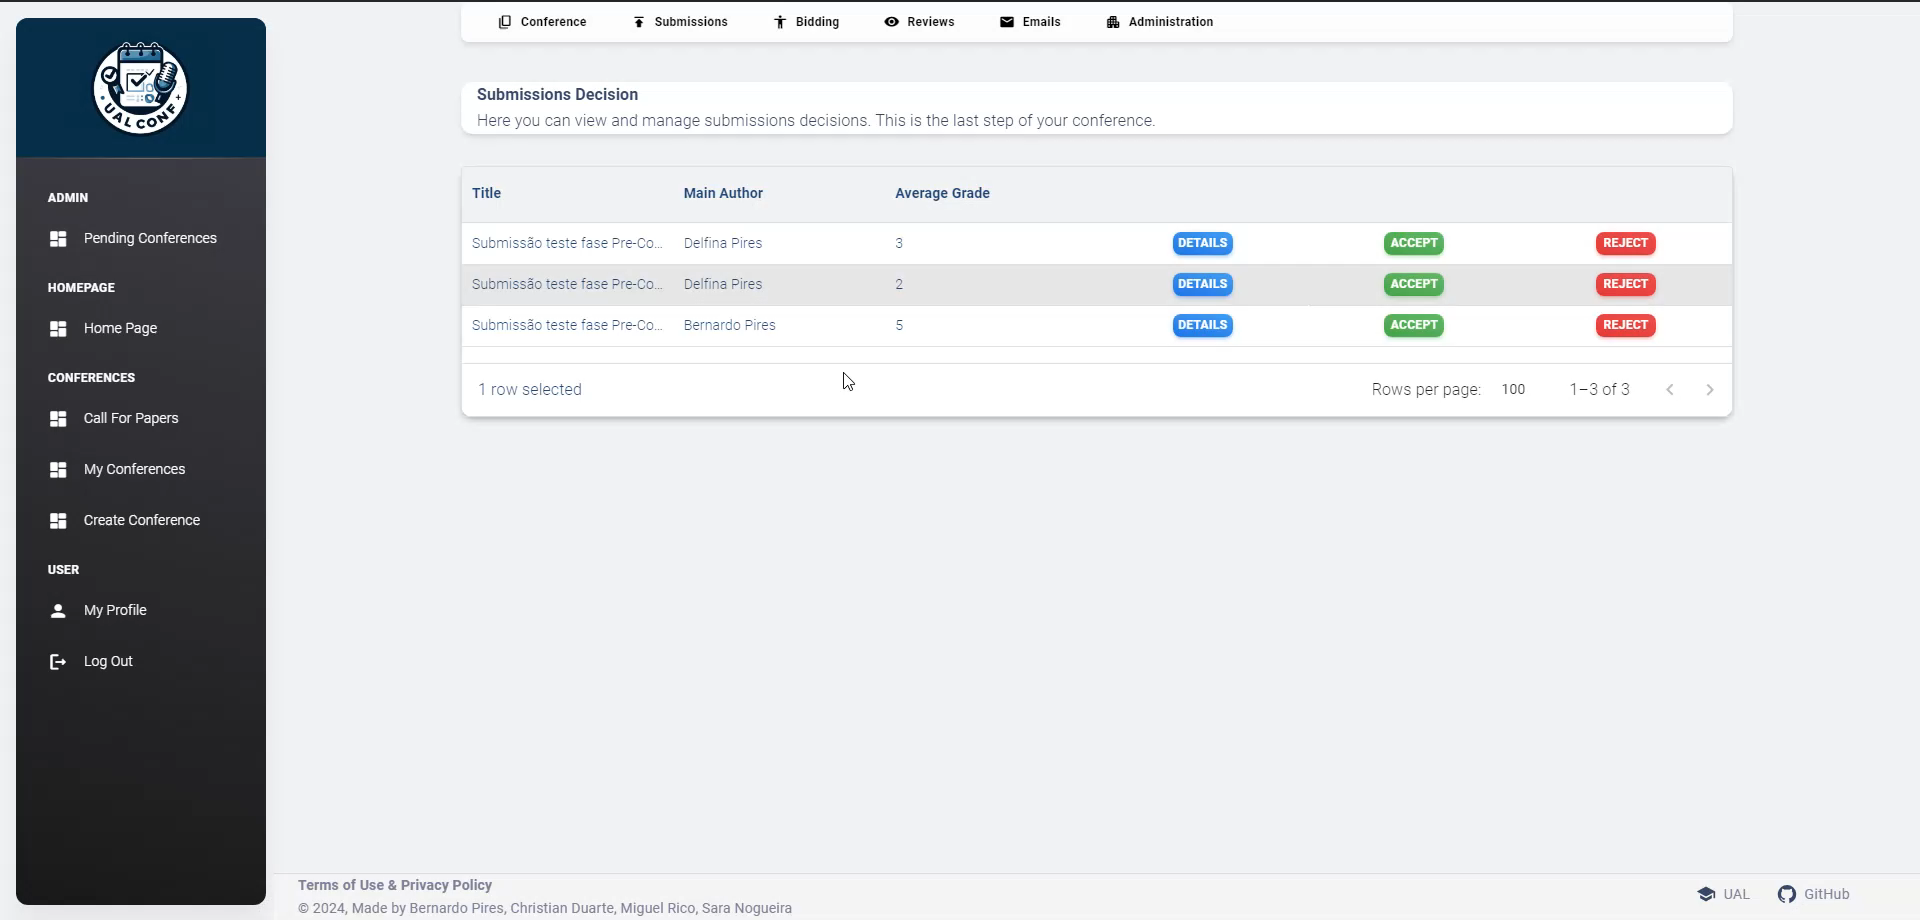 Conference Submissions Bidding Reviews Emails Administration
UAL CONF
ADMIN
Pending Conferences
HOMEPAGE
Home Page
CONFERENCES
Call For Papers
My Conferences
Create Conference
USER
My Profile
Log Out
Submissions Decision
Here you can view and manage submissions decisions. This is the last step of your conference.
Title Main Author Average Grade
Submissão teste fase Pre-Co... Delfina Pires 3 DETAILS ACCEPT REJECT
Submissão teste fase Pre-Co... Delfina Pires 2 DETAILS ACCEPT REJECT
Submissão teste fase Pre-Co... Bernardo Pires 5 DETAILS ACCEPT REJECT
1 row selected Rows per page: 100 1–3 of 3
Terms of Use & Privacy Policy
© 2024, Made by Bernardo Pires, Christian Duarte, Miguel Rico, Sara Nogueira
UAL GitHub